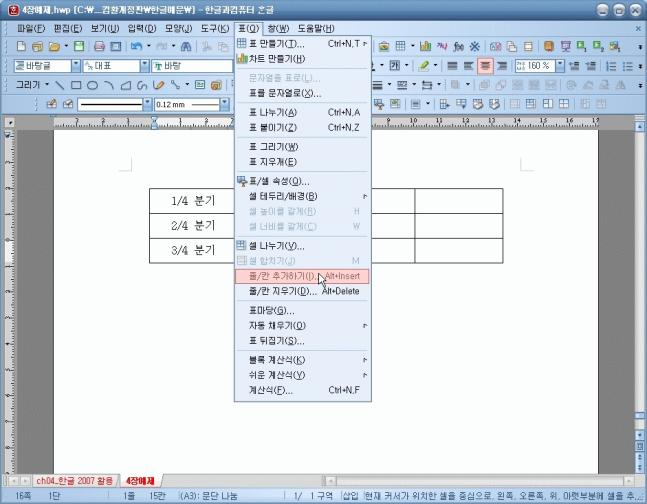 4장예제.hwp [C:₩...컴활개정판₩한글예문₩] - 한글과컴퓨터 한글
파일(F) 편집(E) 보기(U) 입력(D) 모양(J) 도구(K) 표(Q) 창(W) 도움말(H)
바탕글 대표 바탕 160 %
그리기
0.12 mm
표 만들기(T)... Ctrl+N,T
차트 만들기(H)
문자열을 표로(L)...
표를 문자열로(X)...
표 나누기(A) Ctrl+N,A
표 붙이기(Z) Ctrl+N,Z
표 그리기(W)
표 지우개(E)
표/셀 속성(O)...
셀 테두리/배경(B)
셀 높이를 같게(R) H
셀 너비를 같게(C) W
셀 나누기(V)...
셀 합치기(J) M
줄/칸 추가하기(I)... Alt+Insert
줄/칸 지우기(D)... Alt+Delete
표마당(G)...
자동 채우기(O)
표 뒤집기(S)...
블록 계산식(K)
쉬운 계산식(Y)
계산식(F)... Ctrl+N,F
1/4 분기
2/4 분기
3/4 분기
ch04_한글 2007 활용 4장예제
16쪽 1단 1줄 15칸 (A3): 문단 나눔 1/ 1 구역 삽입 현재 커서가 위치한 셀을 중심으로, 왼쪽, 오른쪽, 위, 아랫부분에 셀을 추...